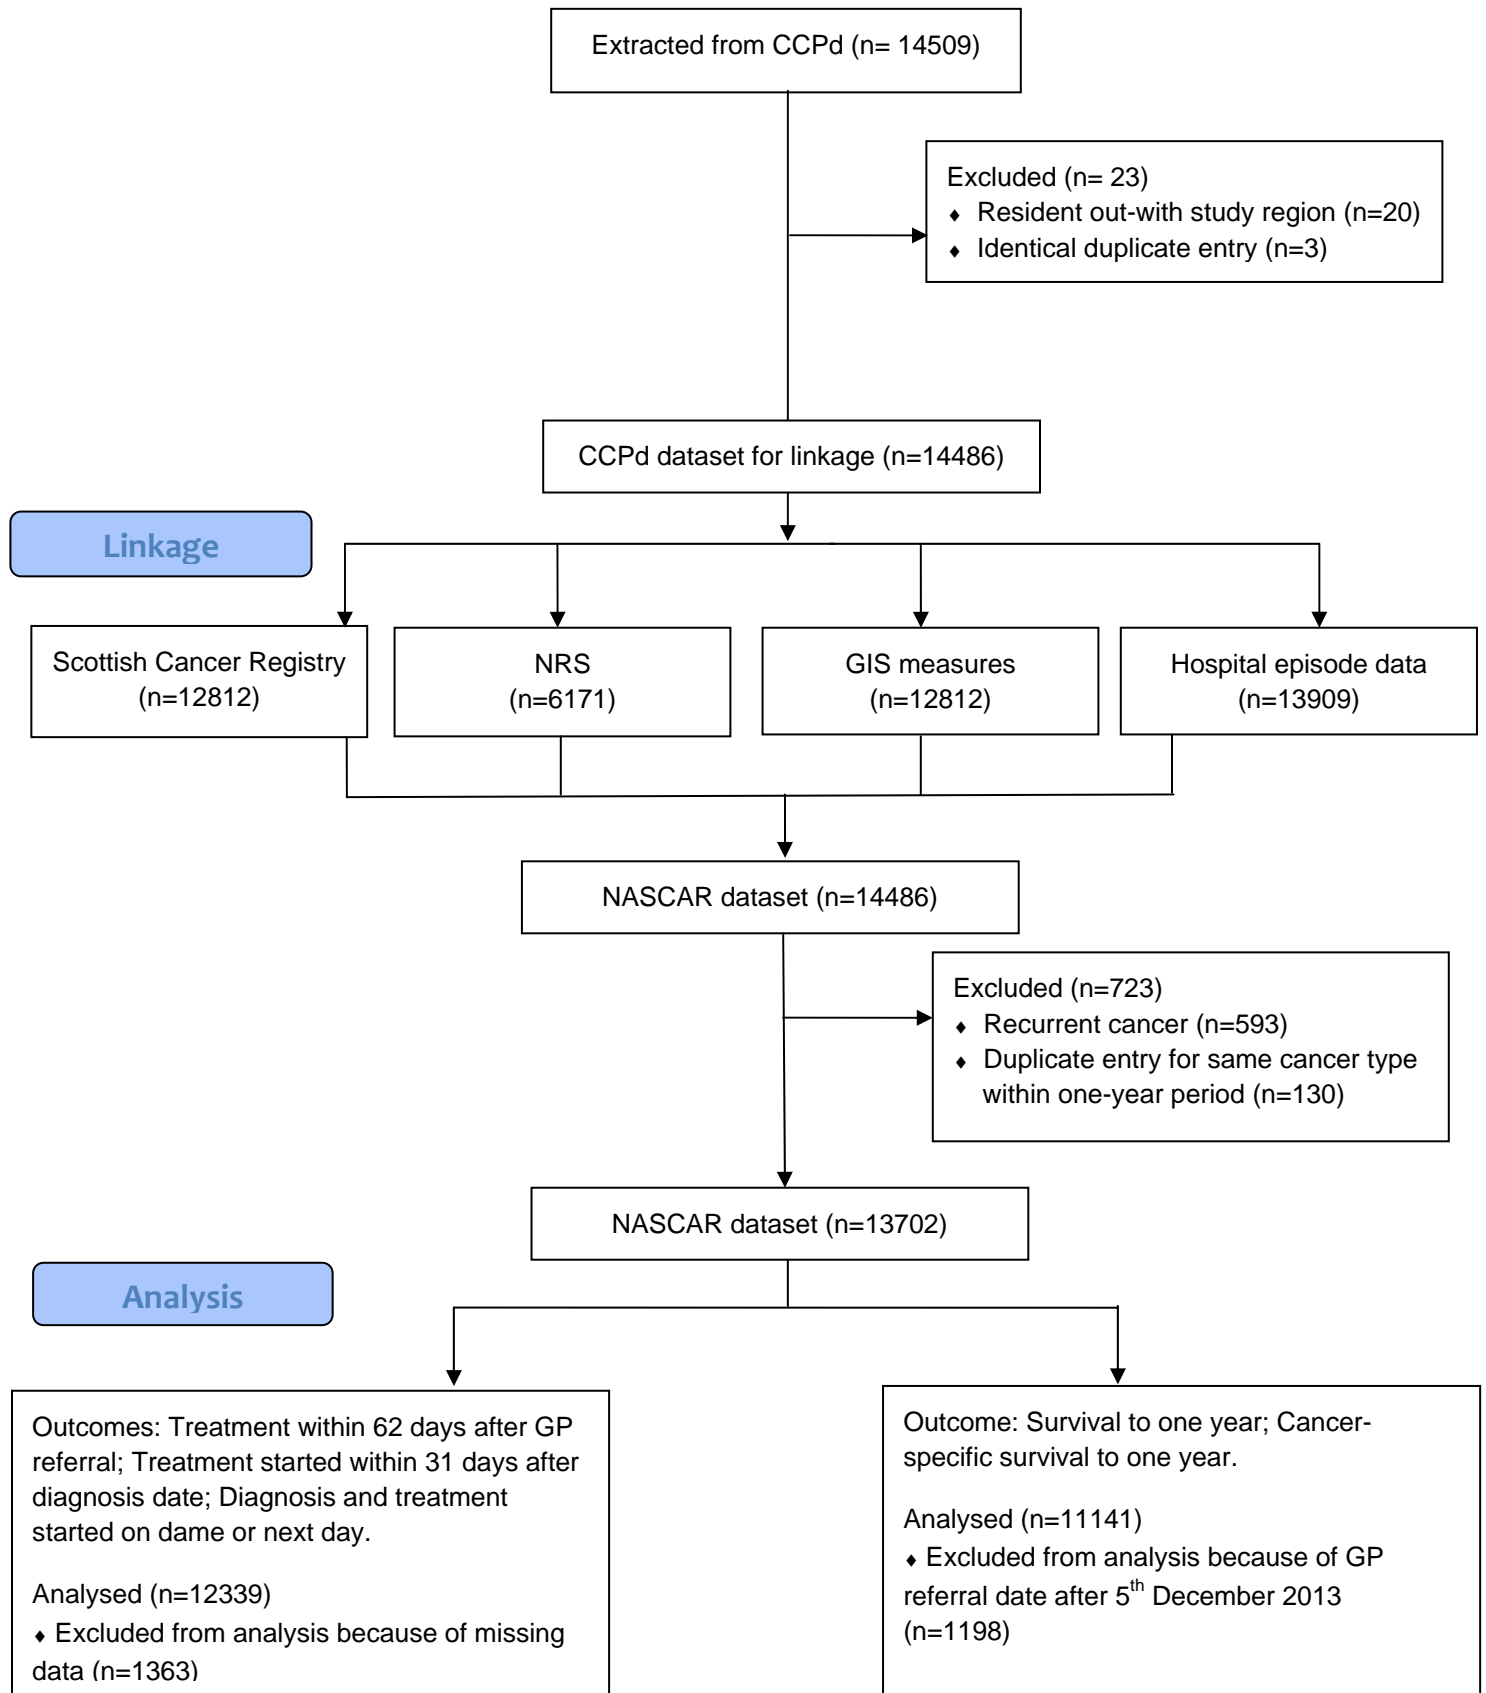 Extracted from CCPd (n= 14509)
Excluded (n= 23)
⬧ Resident out-with study region (n=20)
⬧ Identical duplicate entry (n=3)
CCPd dataset for linkage (n=14486)
Linkage
Scottish Cancer Registry
(n=12812)
NRS
(n=6171)
GIS measures
(n=12812)
Hospital episode data
(n=13909)
NASCAR dataset (n=14486)
Excluded (n=723)
⬧ Recurrent cancer (n=593)
⬧ Duplicate entry for same cancer type
within one-year period (n=130)
NASCAR dataset (n=13702)
Analysis
Outcomes: Treatment within 62 days after GP
referral; Treatment started within 31 days after
diagnosis date; Diagnosis and treatment
started on dame or next day.
Analysed (n=12339)
⬧ Excluded from analysis because of missing
data (n=1363)
Outcome: Survival to one year; Cancer-
specific survival to one year.
Analysed (n=11141)
⬧ Excluded from analysis because of GP
referral date after 5th December 2013
(n=1198)